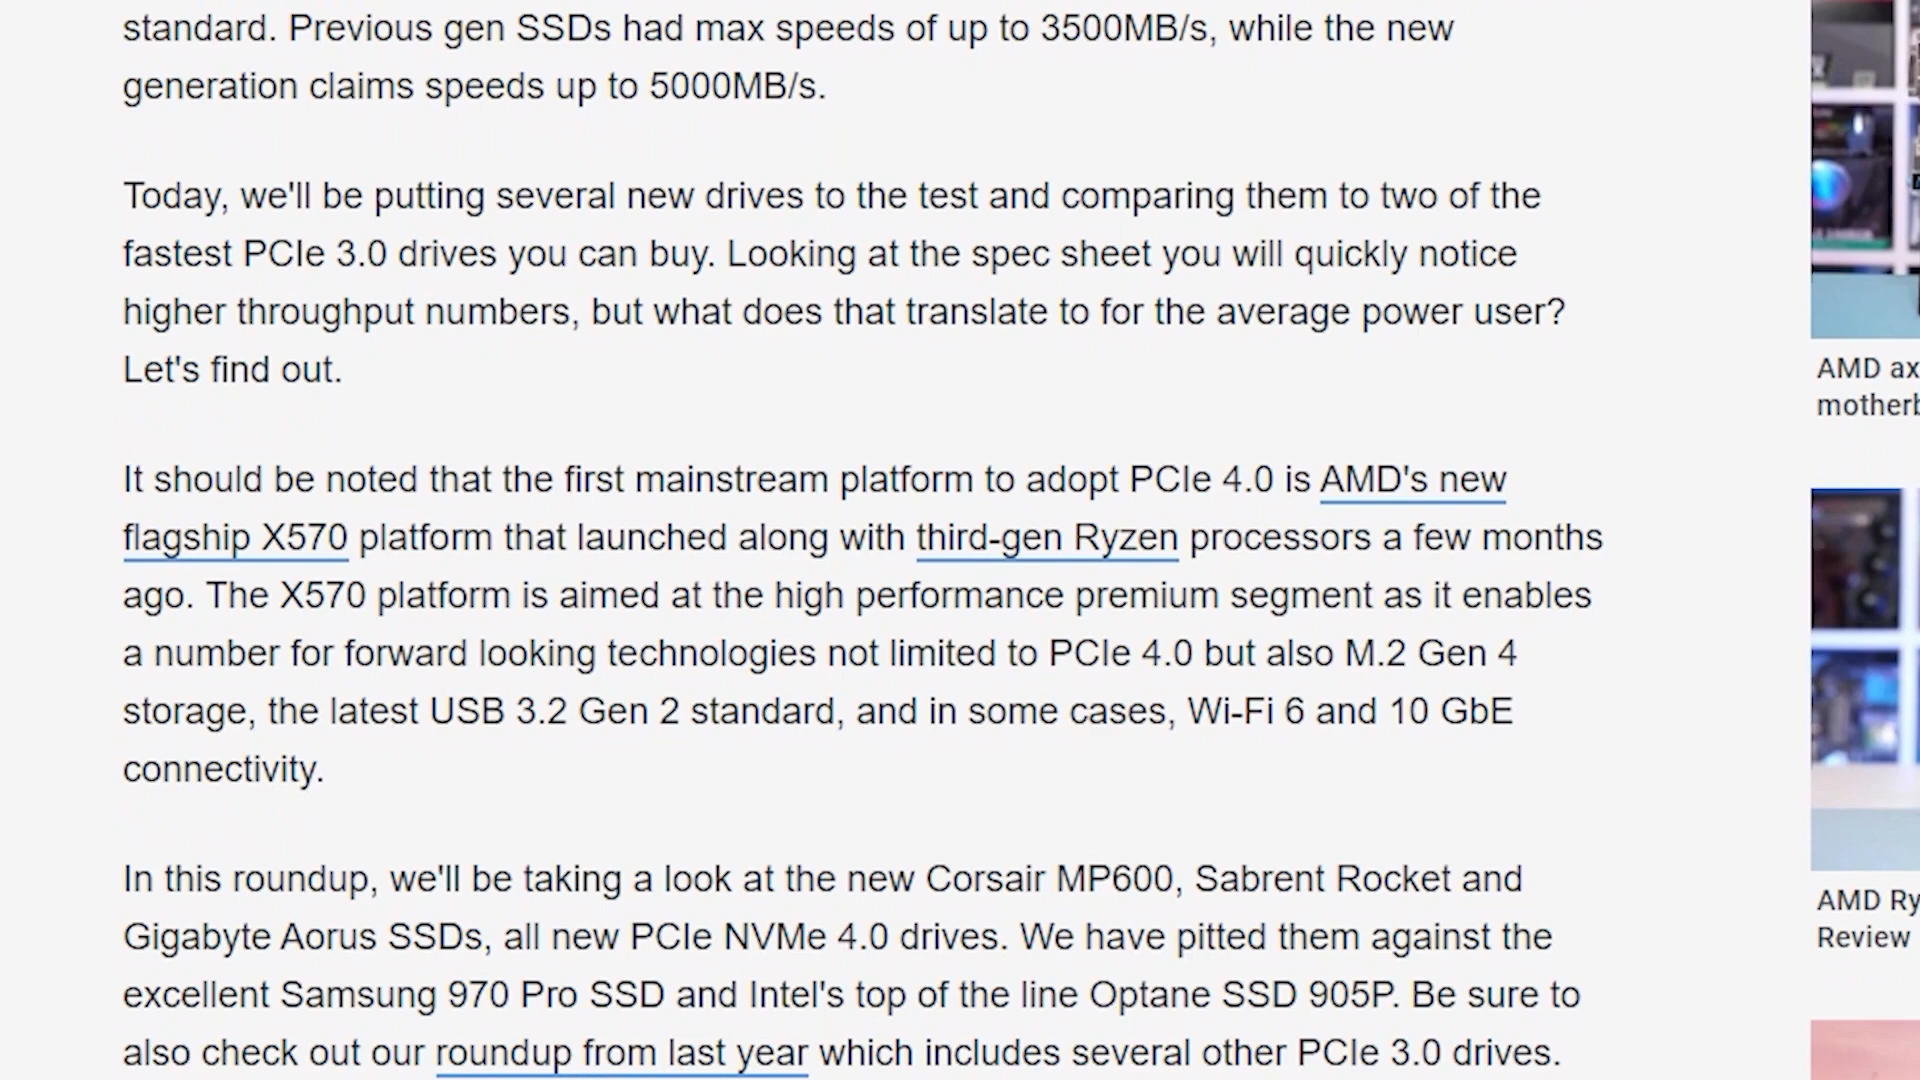 standard. Previous gen SSDs had max speeds of up to 3500MB/s, while the new
generation claims speeds up to 5000MB/s.
Today, we'll be putting several new drives to the test and comparing them to two of the
fastest PCIe 3.0 drives you can buy. Looking at the spec sheet you will quickly notice
higher throughput numbers, but what does that translate to for the average power user?
Let's find out.
It should be noted that the first mainstream platform to adopt PCIe 4.0 is AMD's new
flagship X570 platform that launched along with third-gen Ryzen processors a few months
ago. The X570 platform is aimed at the high performance premium segment as it enables
a number for forward looking technologies not limited to PCIe 4.0 but also M.2 Gen 4
storage, the latest USB 3.2 Gen 2 standard, and in some cases, Wi-Fi 6 and 10 GbE
connectivity.
In this roundup, we'll be taking a look at the new Corsair MP600, Sabrent Rocket and
Gigabyte Aorus SSDs, all new PCIe NVMe 4.0 drives. We have pitted them against the
excellent Samsung 970 Pro SSD and Intel's top of the line Optane SSD 905P. Be sure to
also check out our roundup from last year which includes several other PCIe 3.0 drives.
AMD ax
motherb
AMD Ry
Review